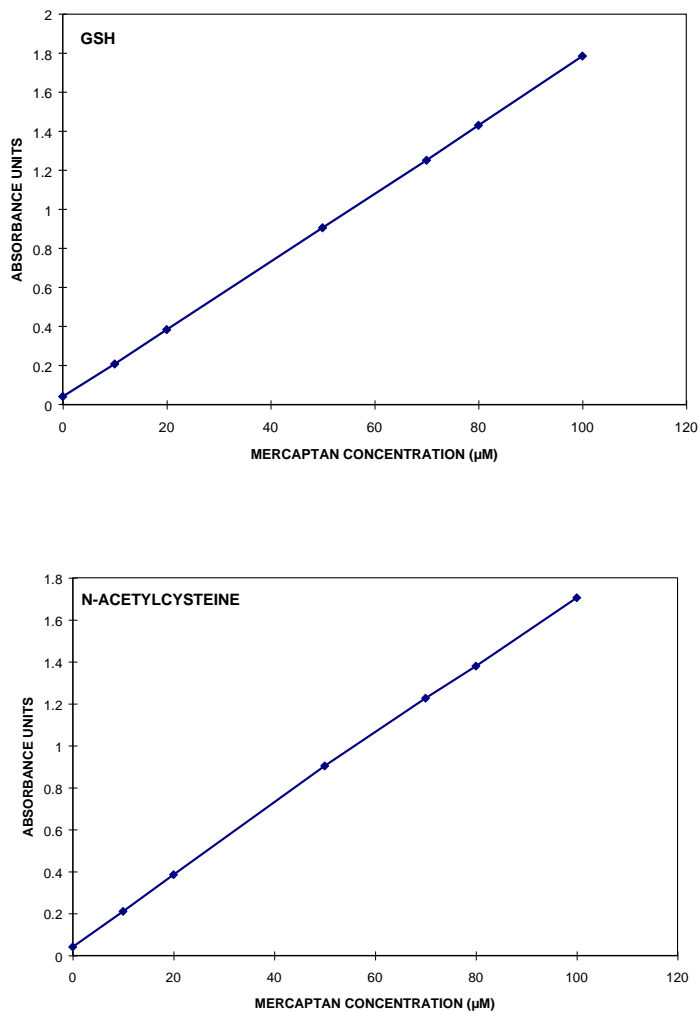 GSH
2
1.8
1.6
1.4
1.2
1
0.8
0.6
0.4
0.2
0
ABSORBANCE UNITS
0 20 40 60 80 100 120
MERCAPTAN CONCENTRATION (µM)
N-ACETYLCYSTEINE
1.8
1.6
1.4
1.2
1
0.8
0.6
0.4
0.2
0
ABSORBANCE UNITS
0 20 40 60 80 100 120
MERCAPTAN CONCENTRATION (µM)